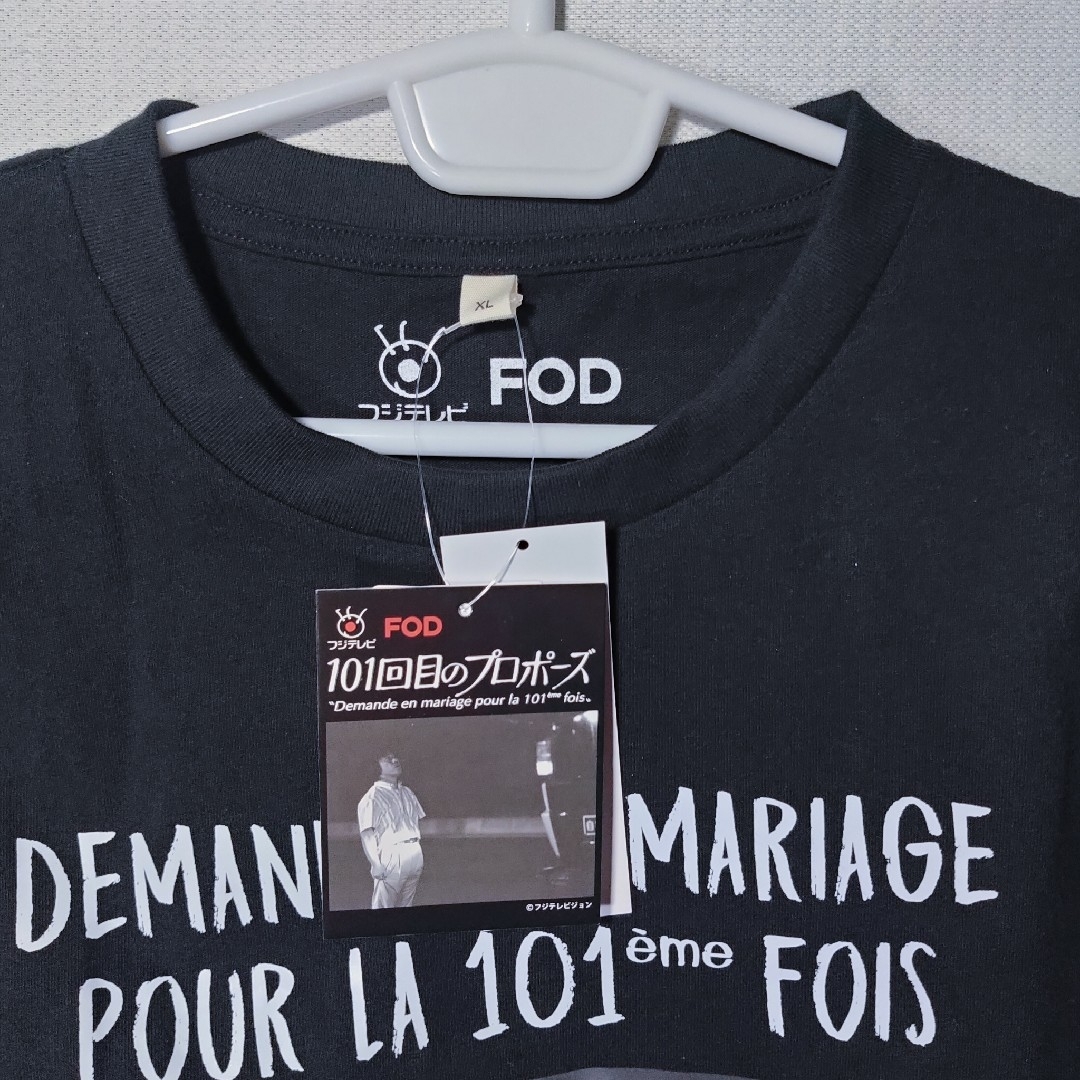 XL
フジテレビ FOD
フジテレビ FOD
101回目のプロポーズ
"Demande en mariage pour la 101ème fois"
©フジテレビジョン
DEMAN MARIAGE
POUR LA 101ème FOIS